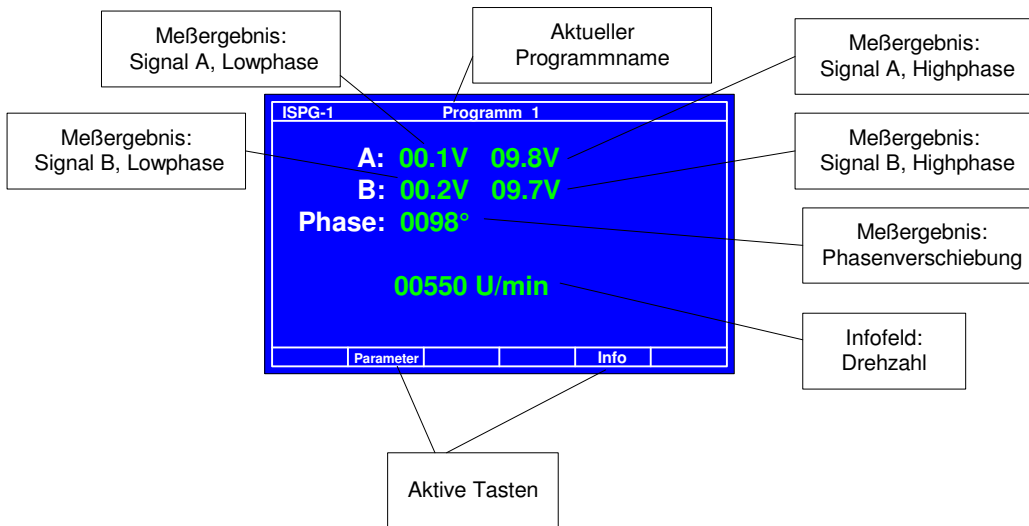 Meßergebnis:
Signal A, Lowphase
Aktueller
Programmname
Meßergebnis:
Signal A, Highphase
Meßergebnis:
Signal B, Lowphase
ISPG-1 Programm 1
A: 00.1V 09.8V
B: 00.2V 09.7V
Phase: 0098°
00550 U/min
Parameter Info
Meßergebnis:
Signal B, Highphase
Meßergebnis:
Phasenverschiebung
Infofeld:
Drehzahl
Aktive Tasten